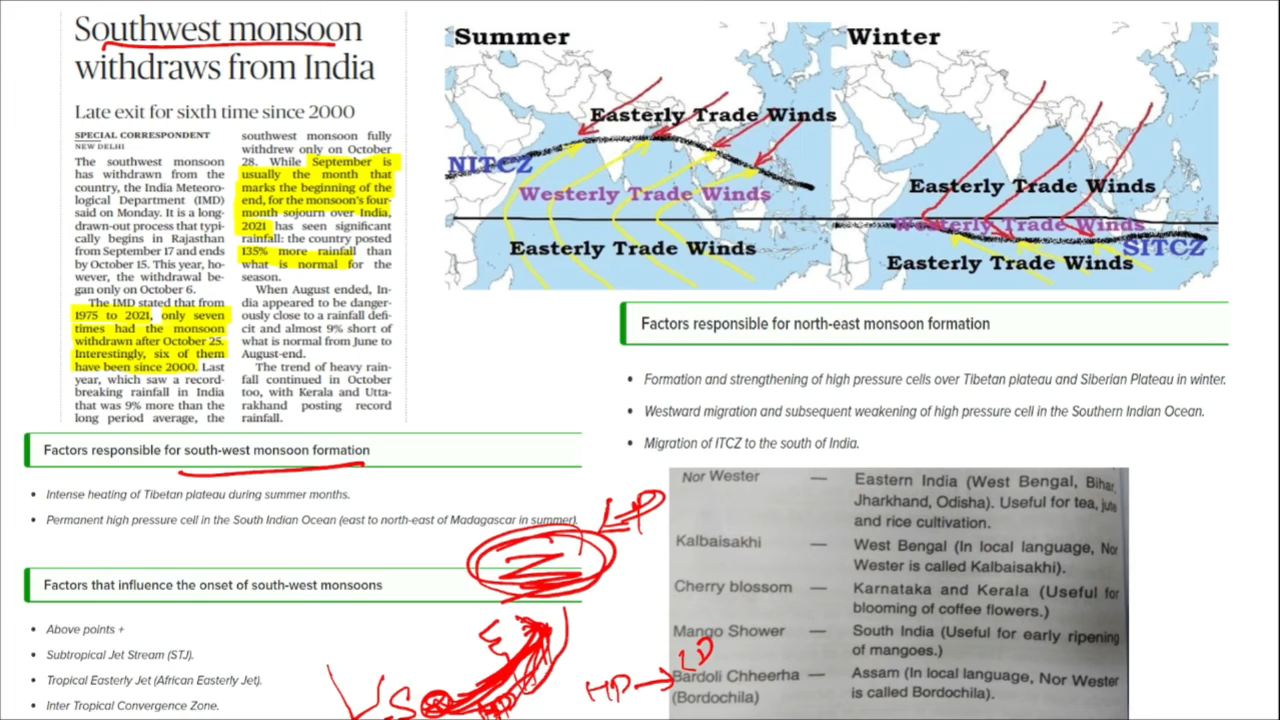 Southwest monsoon
withdraws from India
Late exit for sixth time since 2000
SPECIAL CORRESPONDENT
NEW DELHI
The southwest monsoon
has withdrawn from the
country, the India Meteoro-
logical Department (IMD)
said on Monday. It is a long-
drawn-out process that typi-
cally begins in Rajasthan
from September 17 and ends
by October 15. This year, ho-
wever, the withdrawal be-
gan only on October 6.
The IMD stated that from
1975 to 2021, only seven
times had the monsoon
withdrawn after October 25.
Interestingly, six of them
have been since 2000. Last
year, which saw a record-
breaking rainfall in India
that was 9% more than the
long period average, the
southwest monsoon fully
withdrew only on October
28. While September is
usually the month that
marks the beginning of the
end, for the monsoon's four-
month sojourn over India,
2021 has seen significant
rainfall: the country posted
135% more rainfall than
what is normal for the
season.
When August ended, In-
dia appeared to be danger-
ously close to a rainfall defi-
cit and almost 9% short of
what is normal from June to
August-end.
The trend of heavy rain-
fall continued in October
too, with Kerala and Utta-
rakhand posting record
rainfall.
Summer
Easterly Trade Winds
NITCZ
Westerly Trade Winds
Easterly Trade Winds
Winter
Easterly Trade Winds
Westerly Trade Winds
SITCZ
Easterly Trade Winds
Factors responsible for north-east monsoon formation
• Formation and strengthening of high pressure cells over Tibetan plateau and Siberian Plateau in winter.
• Westward migration and subsequent weakening of high pressure cell in the Southern Indian Ocean.
• Migration of ITCZ to the south of India.
Factors responsible for south-west monsoon formation
• Intense heating of Tibetan plateau during summer months.
• Permanent high pressure cell in the South Indian Ocean (east to north-east of Madagascar in summer).
Factors that influence the onset of south-west monsoons
• Above points +
• Subtropical Jet Stream (STJ).
• Tropical Easterly Jet (African Easterly Jet).
• Inter Tropical Convergence Zone.
LP
HP
Nor Wester — Eastern India (West Bengal, Bihar,
Jharkhand, Odisha). Useful for tea, jute
and rice cultivation.
Kalbaisakhi — West Bengal (In local language, Nor
Wester is called Kalbaisakhi).
Cherry blossom — Karnataka and Kerala (Useful for
blooming of coffee flowers.)
Mango Shower — South India (Useful for early ripening
of mangoes.)
Bardoli Chheerha — Assam (In local language, Nor Wester
(Bordochila) is called Bordochila).